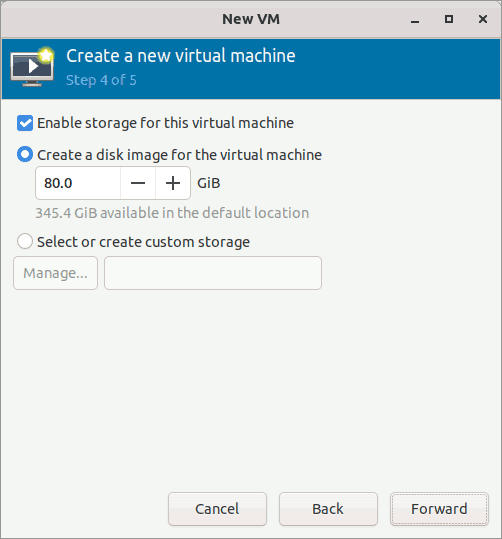 New VM
Create a new virtual machine
Step 4 of 5
Enable storage for this virtual machine
Create a disk image for the virtual machine
80.0 GiB
345.4 GiB available in the default location
Select or create custom storage
Manage...
Cancel Back Forward